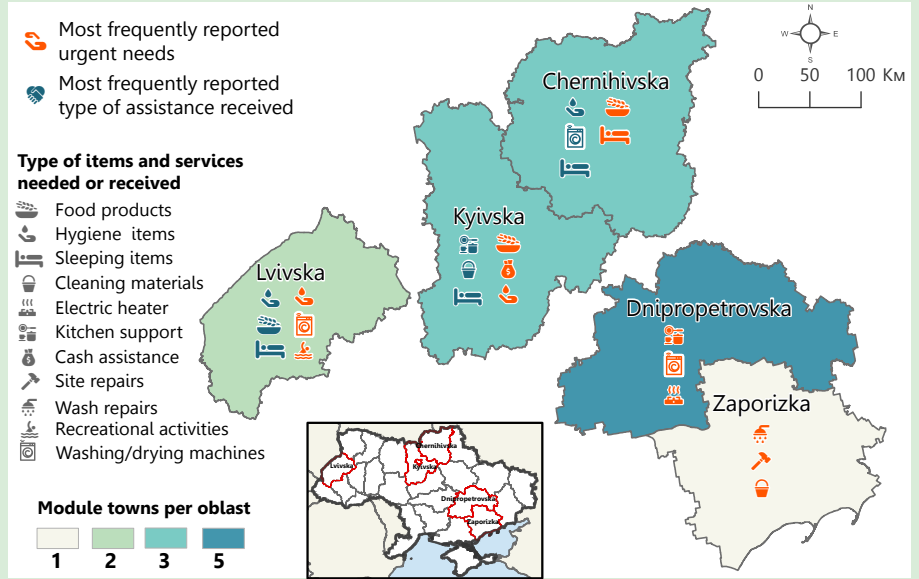 Most frequently reported
urgent needs
Most frequently reported
type of assistance received
Type of items and services
needed or received
Food products
Hygiene items
Sleeping items
Cleaning materials
Electric heater
Kitchen support
Cash assistance
Site repairs
Wash repairs
Recreational activities
Washing/drying machines
Module towns per oblast
1 2 3 5
N
W E
S
0 50 100 Км
Chernihivska
Kyivska
Lvivska
Dnipropetrovska
Zaporizka
Chernihivska
Lvivska
Kyivska
Dnipropetrovska
Zaporizka